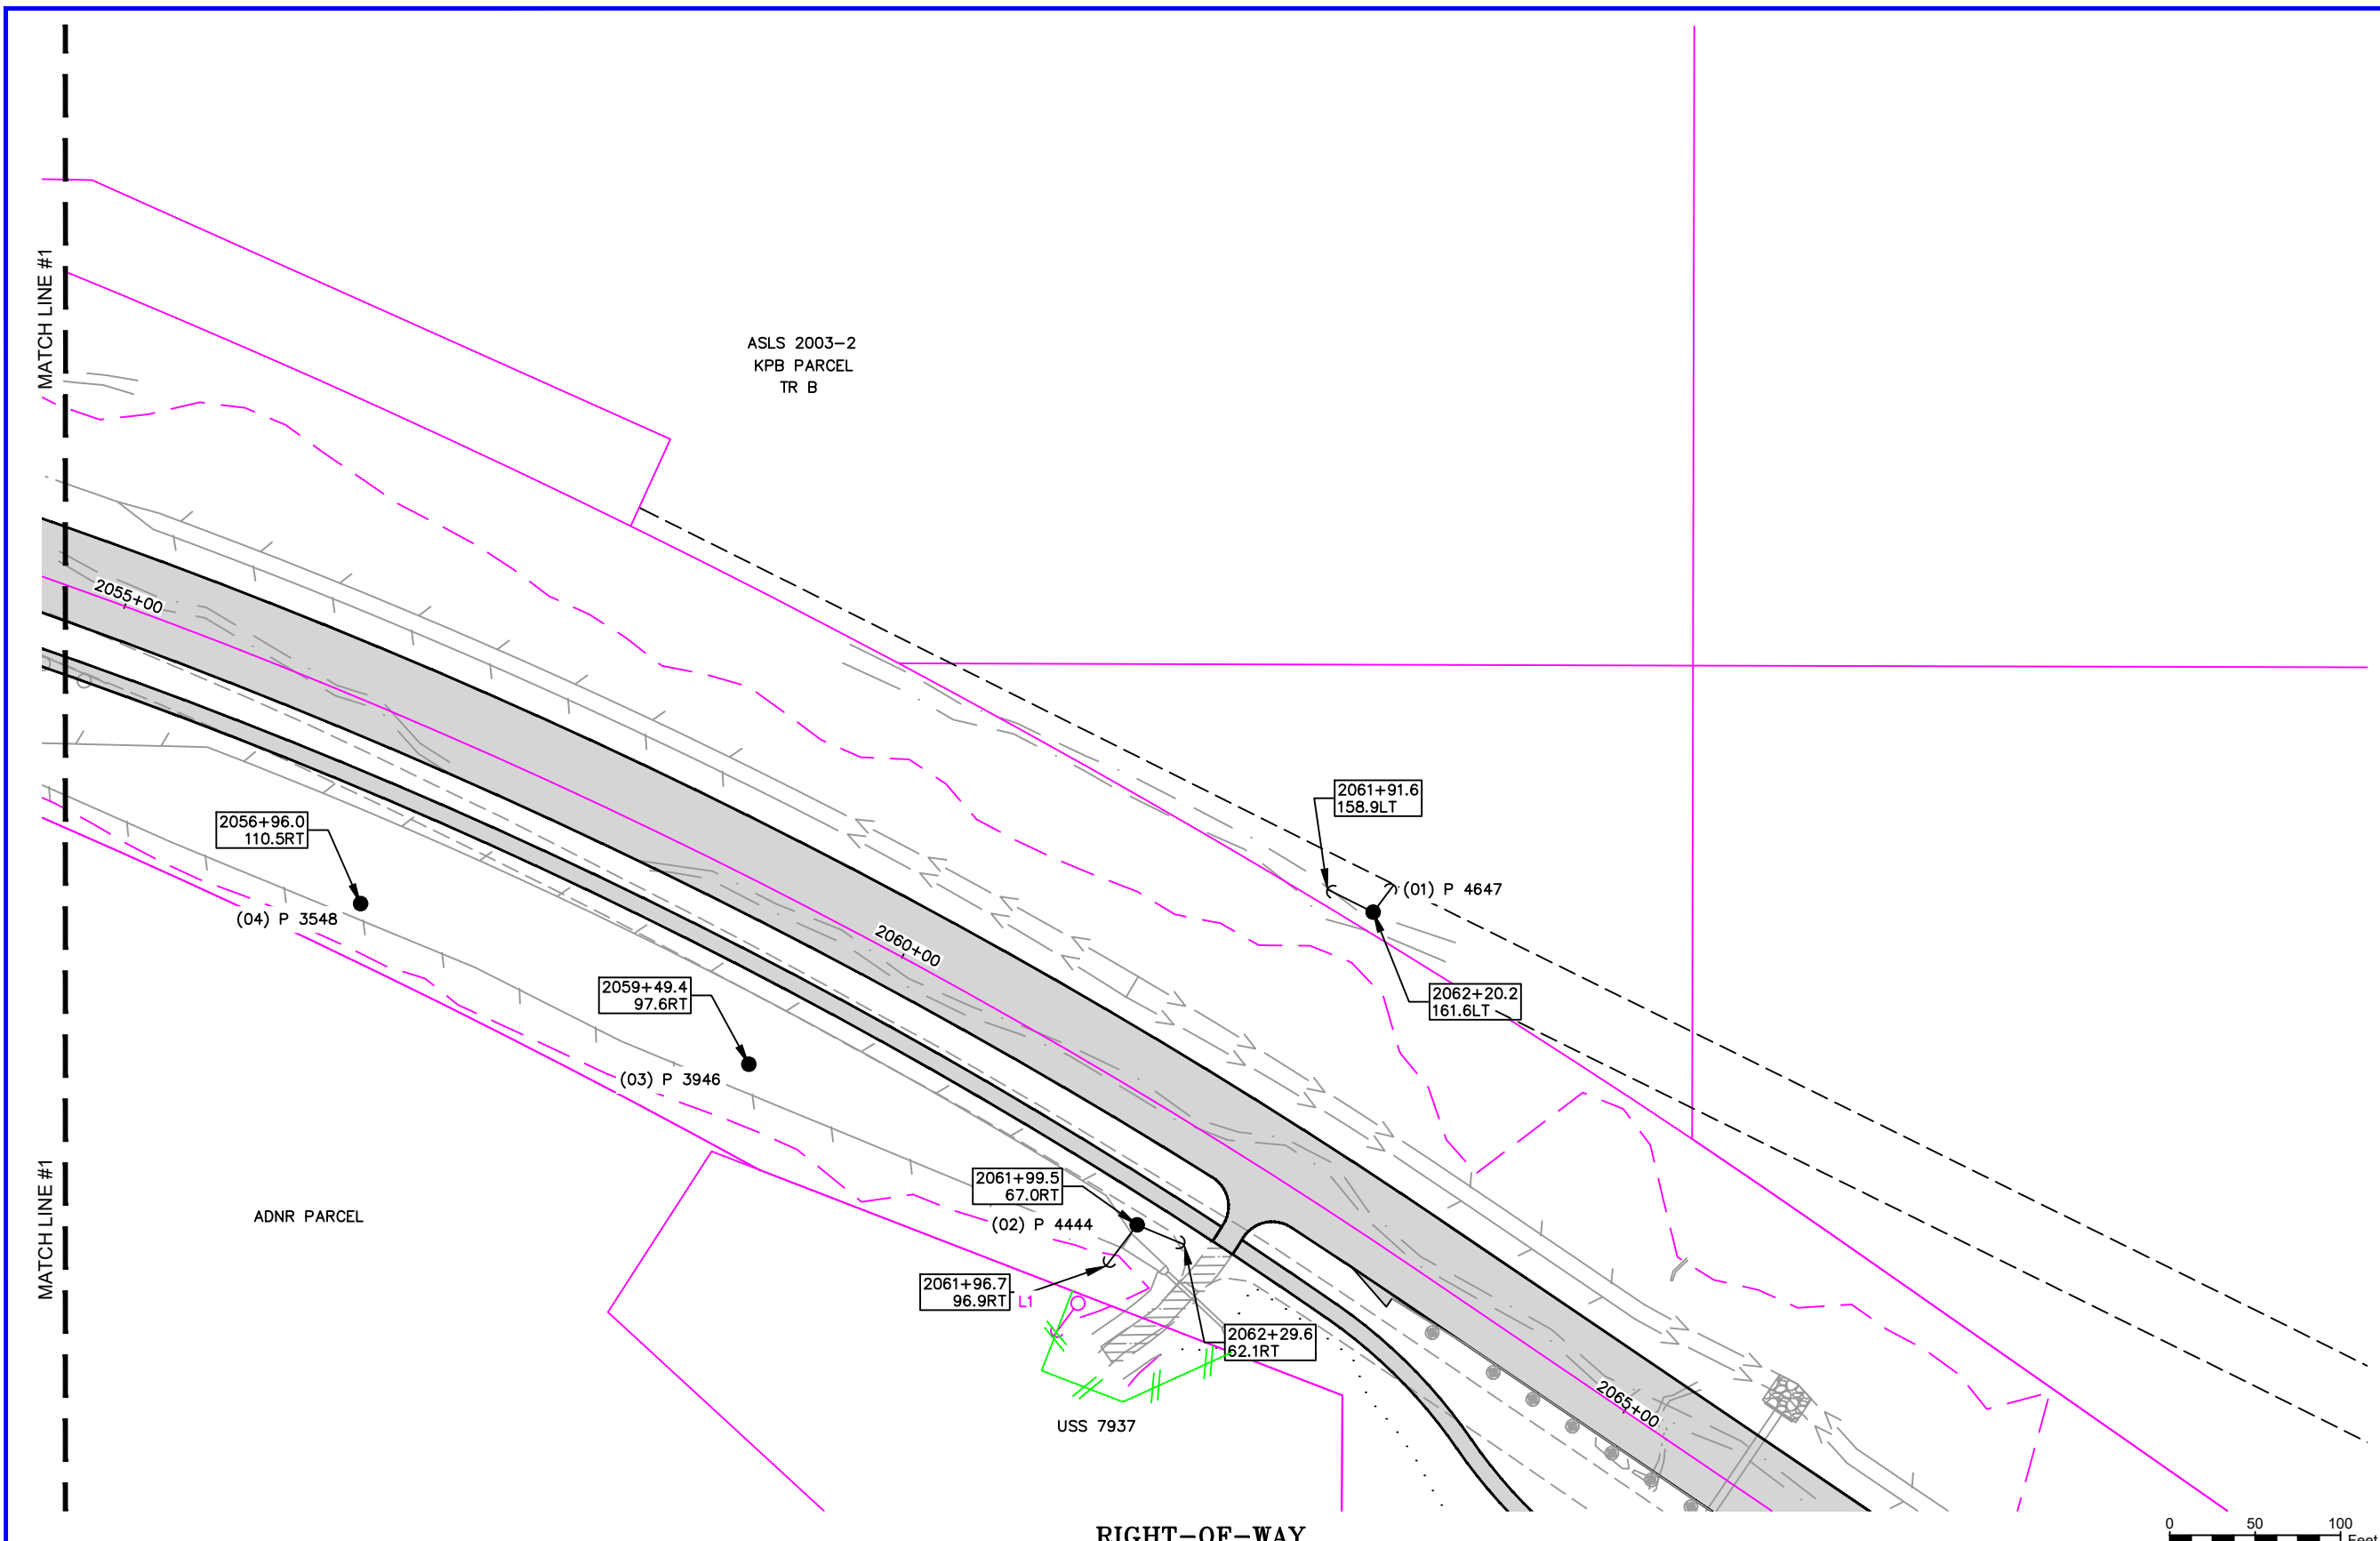 MATCH LINE #1
ASLS 2003-2
KPB PARCEL
TR B
2055+00
2061+91.6
158.9LT
2056+96.0
110.5RT
(01) P 4647
(04) P 3548
2060+00
2059+49.4
97.6RT
2062+20.2
161.6LT
(03) P 3946
MATCH LINE #1
ADNR PARCEL
2061+99.5
67.0RT
(02) P 4444
2061+96.7
96.9RT
L1
2062+29.6
62.1RT
2065+00
USS 7937
RIGHT-OF-WAY
0 50 100
Feet